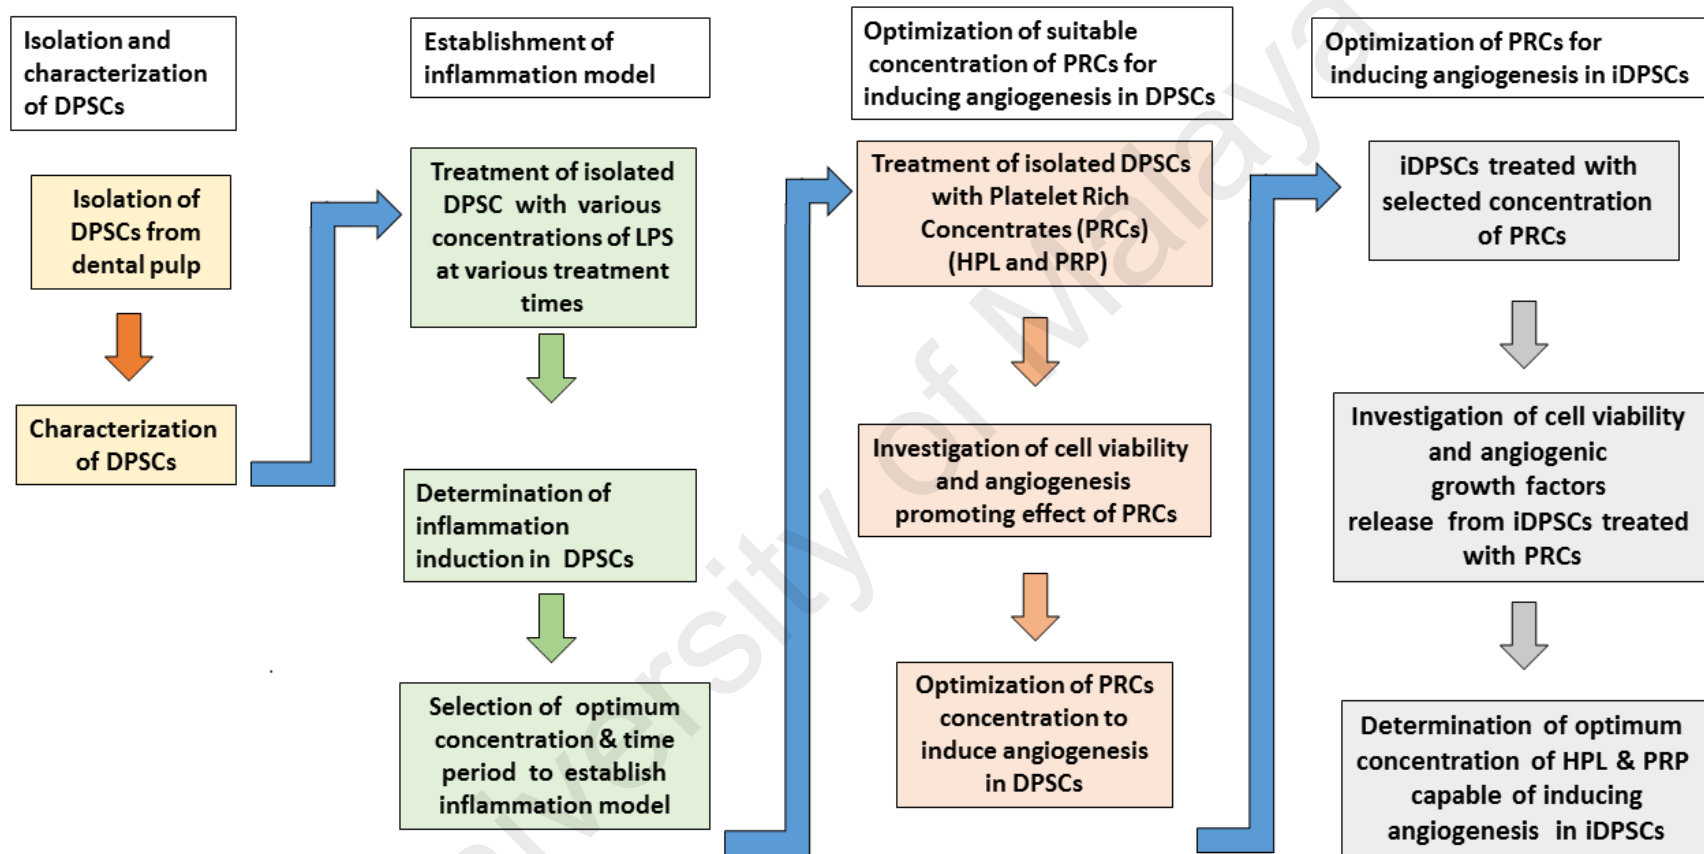 Isolation and
characterization
of DPSCs
Isolation of
DPSCs from
dental pulp
Characterization
of DPSCs
Establishment of
inflammation model
Treatment of isolated
DPSC with various
concentrations of LPS
at various treatment
times
Determination of
inflammation
induction in DPSCs
Selection of optimum
concentration & time
period to establish
inflammation model
Optimization of suitable
concentration of PRCs for
inducing angiogenesis in DPSCs
Treatment of isolated DPSCs
with Platelet Rich
Concentrates (PRCs)
(HPL and PRP)
Investigation of cell viability
and angiogenesis
promoting effect of PRCs
Optimization of PRCs
concentration to
induce angiogenesis
in DPSCs
Optimization of PRCs for
inducing angiogenesis in iDPSCs
iDPSCs treated with
selected concentration
of PRCs
Investigation of cell viability
and angiogenic
growth factors
release from iDPSCs treated
with PRCs
Determination of optimum
concentration of HPL & PRP
capable of inducing
angiogenesis in iDPSCs
versity of Malaya